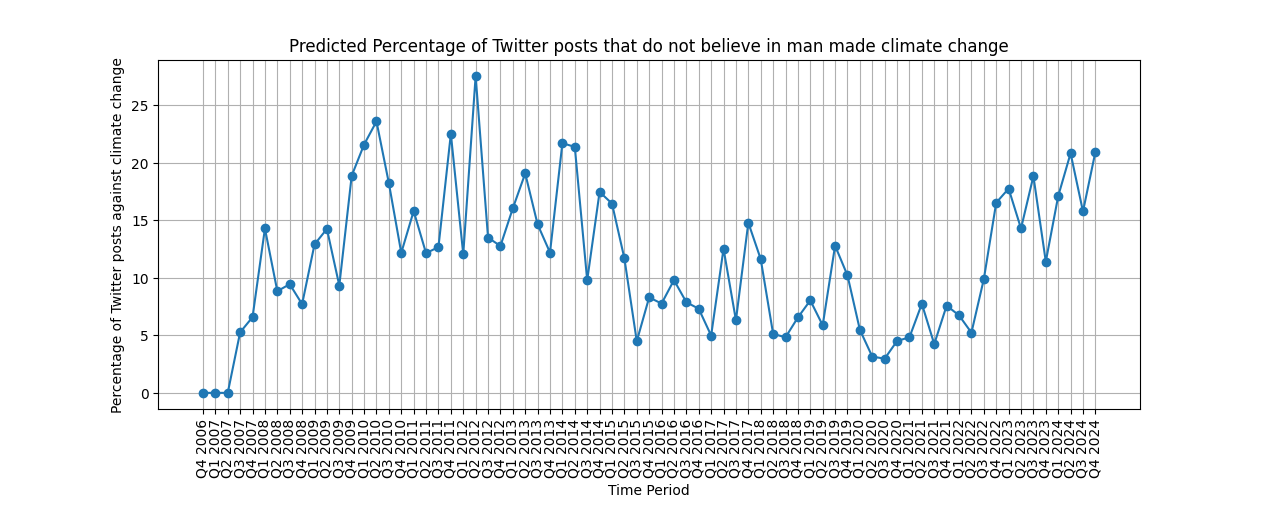 Predicted Percentage of Twitter posts that do not believe in man made climate change
Percentage of Twitter posts against climate change
25
20
15
10
5
0
Q4 2006
Q1 2007
Q2 2007
Q3 2007
Q4 2007
Q1 2008
Q2 2008
Q3 2008
Q4 2008
Q1 2009
Q2 2009
Q3 2009
Q4 2009
Q1 2010
Q2 2010
Q3 2010
Q4 2010
Q1 2011
Q2 2011
Q3 2011
Q4 2011
Q1 2012
Q2 2012
Q3 2012
Q4 2012
Q1 2013
Q2 2013
Q3 2013
Q4 2013
Q1 2014
Q2 2014
Q3 2014
Q4 2014
Q1 2015
Q2 2015
Q3 2015
Q4 2015
Q1 2016
Q2 2016
Q3 2016
Q4 2016
Q1 2017
Q2 2017
Q3 2017
Q4 2017
Q1 2018
Q2 2018
Q3 2018
Q4 2018
Q1 2019
Q2 2019
Q3 2019
Q4 2019
Q1 2020
Q2 2020
Q3 2020
Q4 2020
Q1 2021
Q2 2021
Q3 2021
Q4 2021
Q1 2022
Q2 2022
Q3 2022
Q4 2022
Q1 2023
Q2 2023
Q3 2023
Q4 2023
Q1 2024
Q2 2024
Q3 2024
Q4 2024
Time Period